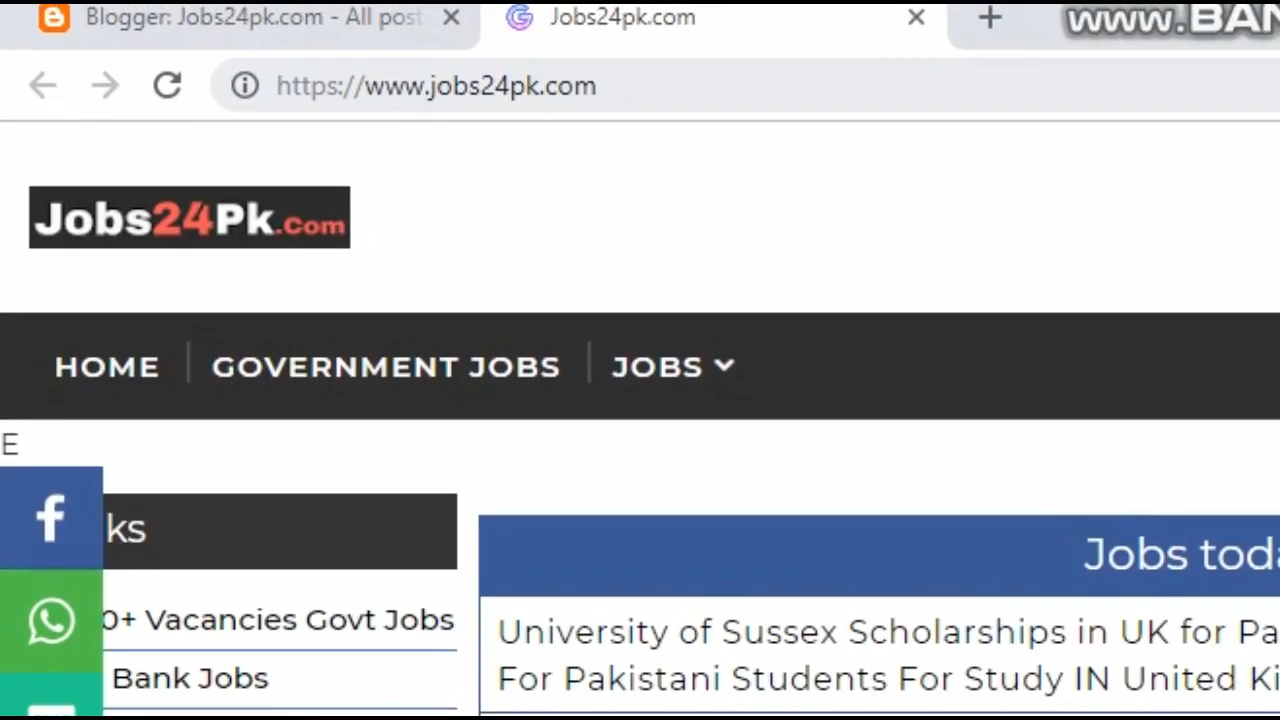 Blogger: Jobs24pk.com - All post
Jobs24pk.com
www.BAN
https://www.jobs24pk.com
Jobs24Pk.Com
HOME
GOVERNMENT JOBS
JOBS
E
ks
0+ Vacancies Govt Jobs
Bank Jobs
Jobs toda
University of Sussex Scholarships in UK for Pa
For Pakistani Students For Study IN United Ki